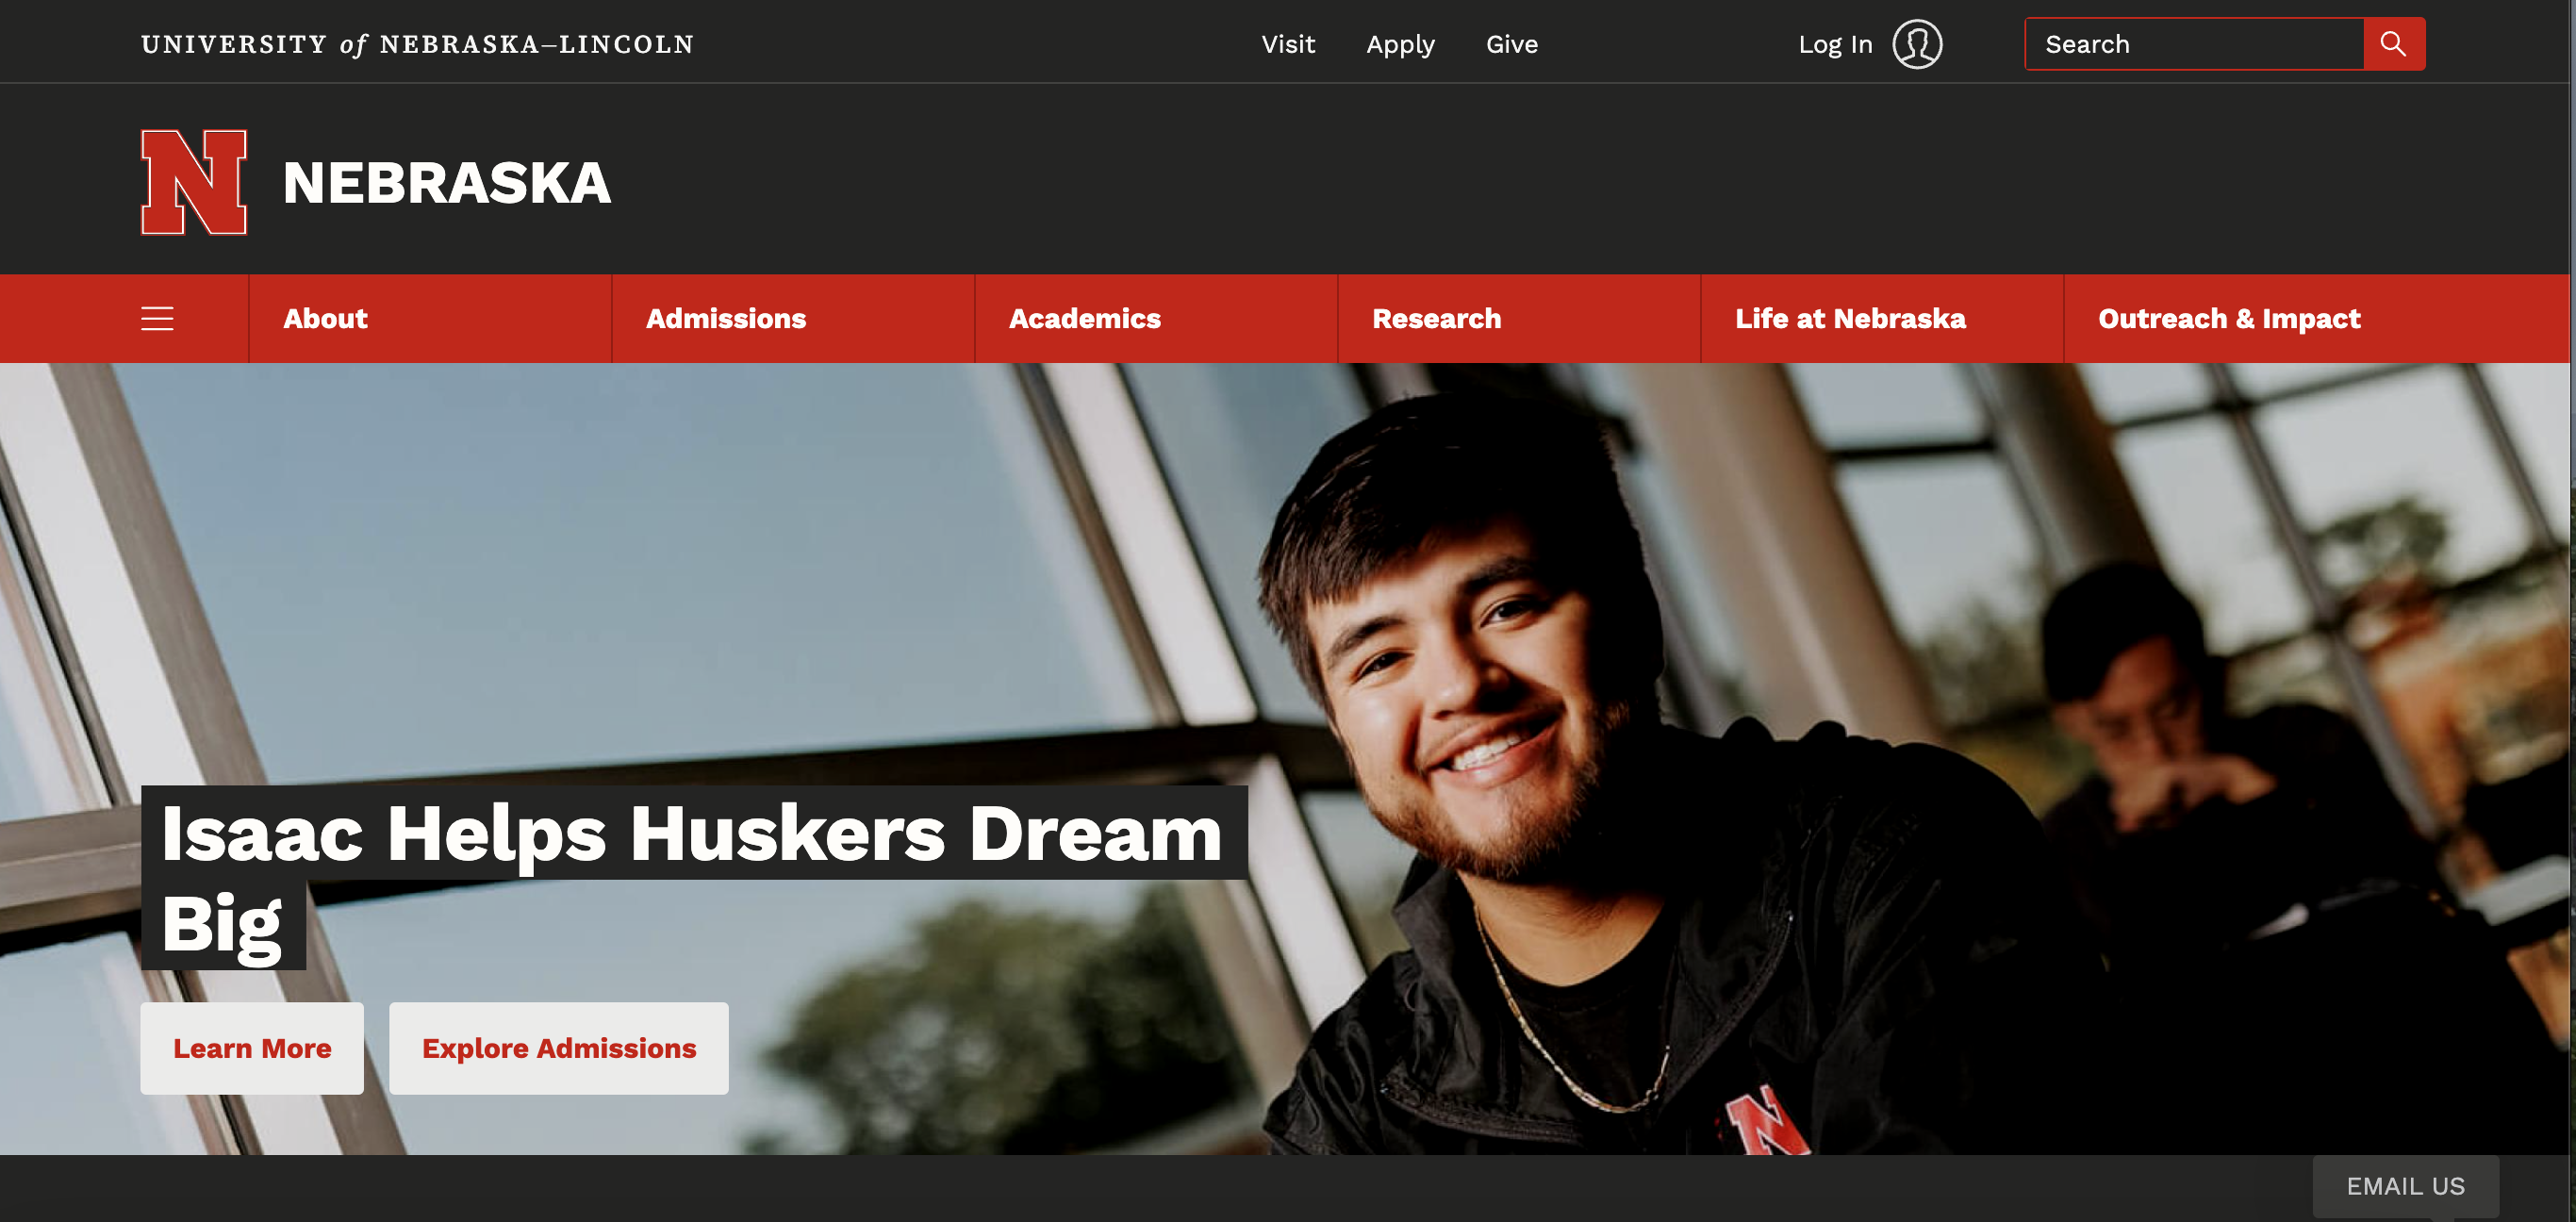 UNIVERSITY of NEBRASKA–LINCOLN
Visit
Apply
Give
Log In
Search
N
NEBRASKA
About
Admissions
Academics
Research
Life at Nebraska
Outreach & Impact
Isaac Helps Huskers Dream
Big
Learn More
Explore Admissions
N
EMAIL US